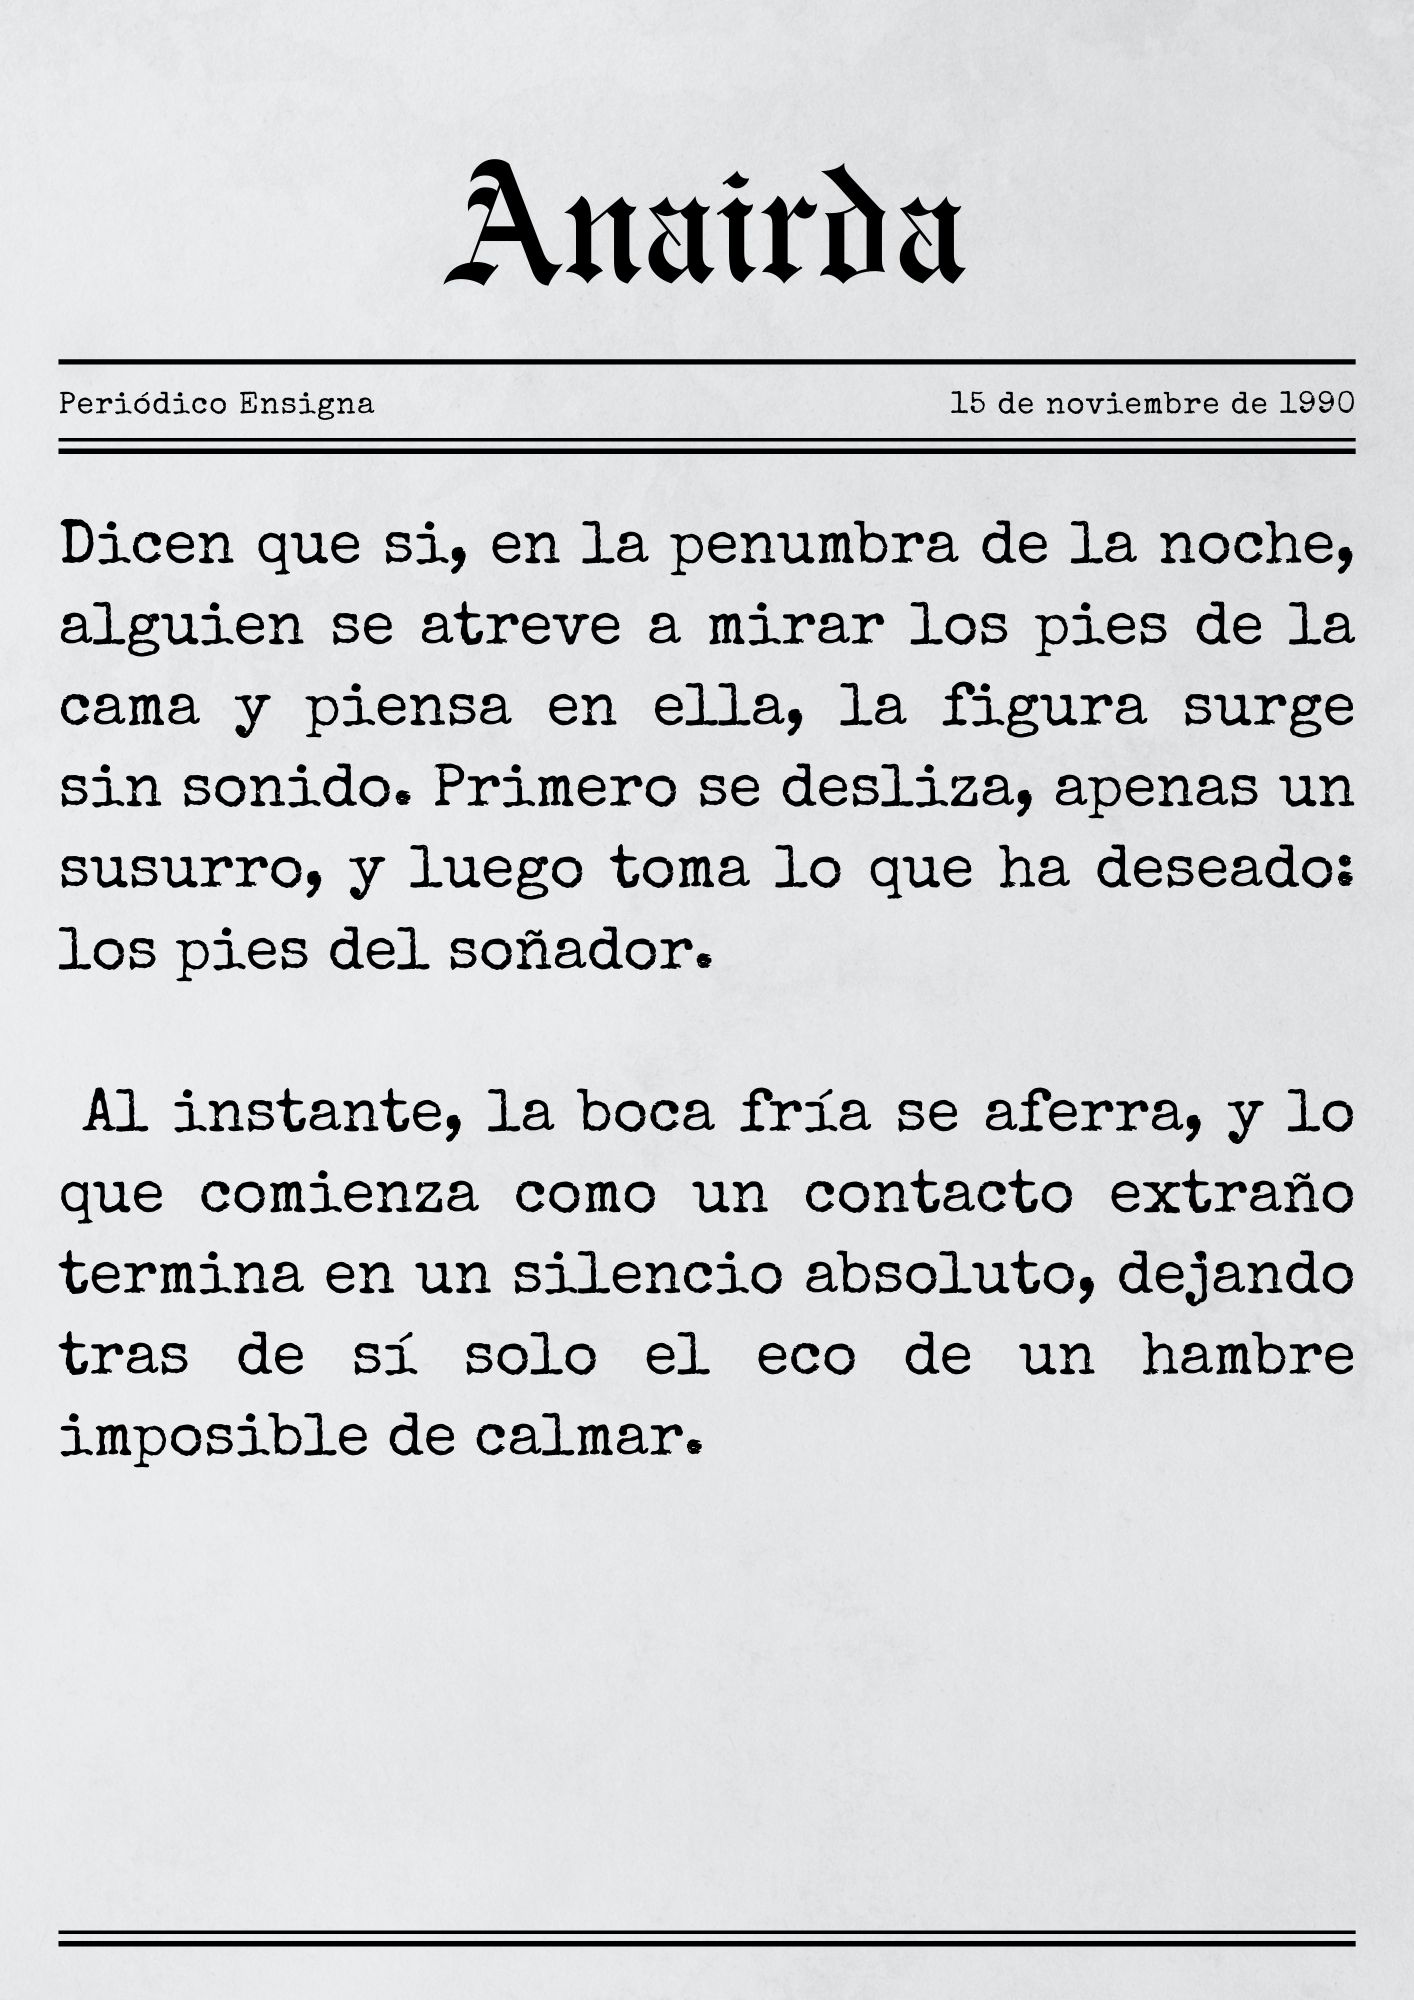 Anairda
Periódico Ensigna
15 de noviembre de 1990
Dicen que si, en la penumbra de la noche,
alguien se atreve a mirar los pies de la
cama y piensa en ella, la figura surge
sin sonido. Primero se desliza, apenas un
susurro, y luego toma lo que ha deseado:
los pies del soñador.
Al instante, la boca fría se aferra, y lo
que comienza como un contacto extraño
termina en un silencio absoluto, dejando
tras de sí solo el eco de un hambre
imposible de calmar.